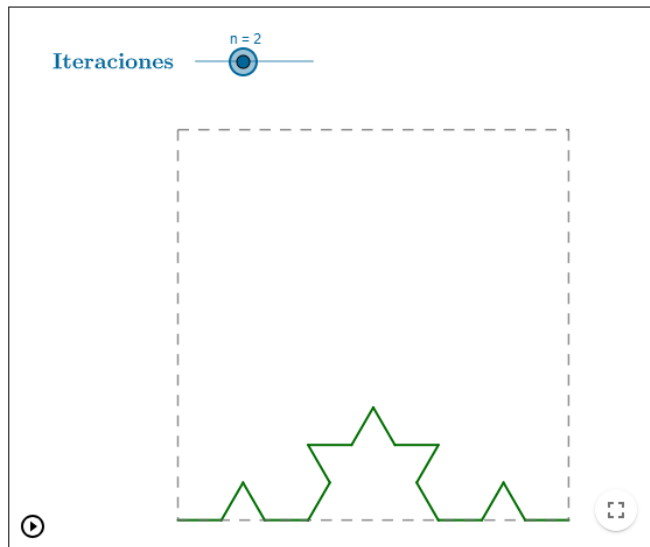 n = 2
Iteraciones